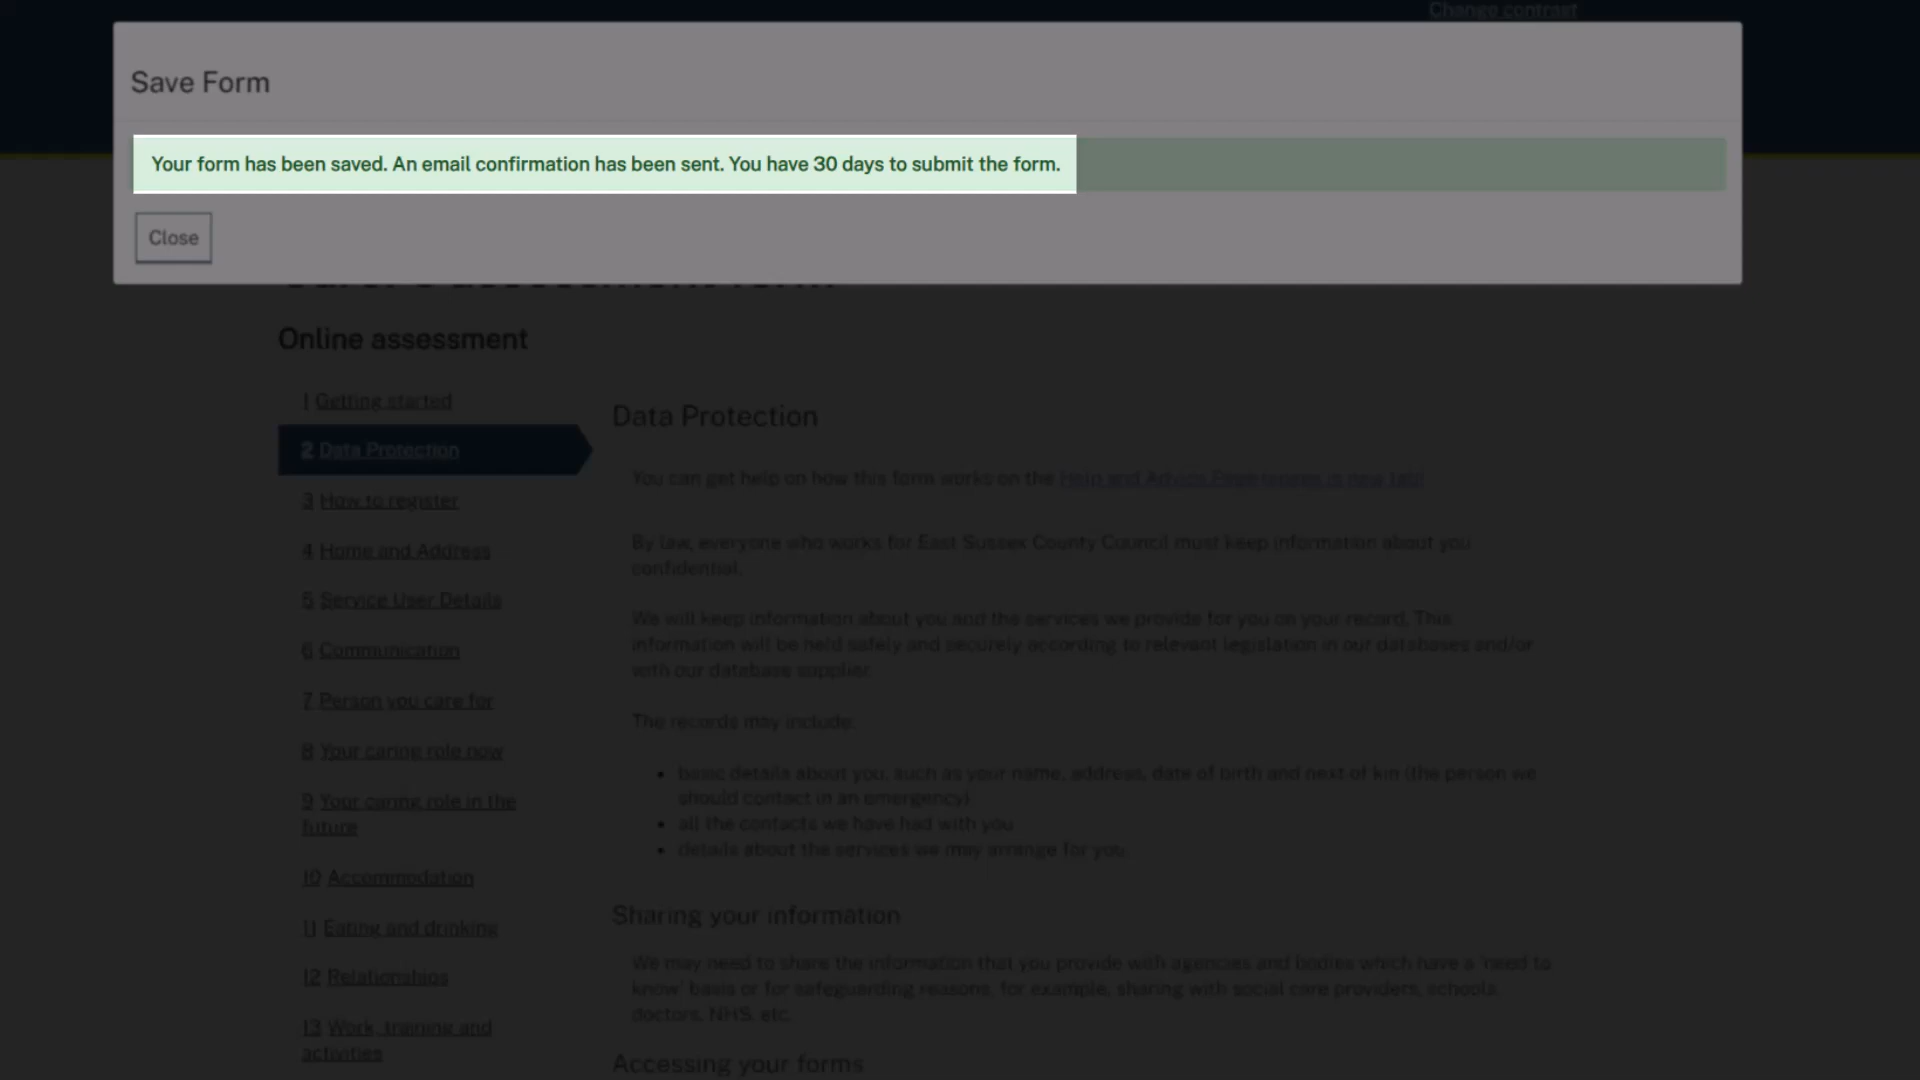 Change contrast
Save Form
Your form has been saved. An email confirmation has been sent. You have 30 days to submit the form.
Close
Online assessment
1 Getting started
2 Data Protection
3 How to register
4 Home and Address
5 Service User Details
6 Communication
7 Person you care for
8 Your caring role now
9 Your caring role in the
future
10 Accommodation
11 Eating and drinking
12 Relationships
13 Work, training and
activities
Data Protection
You can get help on how this form works on the Help and Advice Page (opens in new tab)
By law, everyone who works for East Sussex County Council must keep information about you
confidential.
We will keep information about you and the services we provide for you on your record. This
information will be held safely and securely according to relevant legislation in our databases and/or
with our database supplier.
The records may include:
• basic details about you, such as your name, address, date of birth and next of kin (the person we
should contact in an emergency)
• all the contacts we have had with you
• details about the services we may arrange for you.
Sharing your information
We may need to share the information that you provide with agencies and bodies which have a 'need to
know' basis or for safeguarding reasons, for example, sharing with social care providers, schools,
doctors, NHS, etc.
Accessing your forms